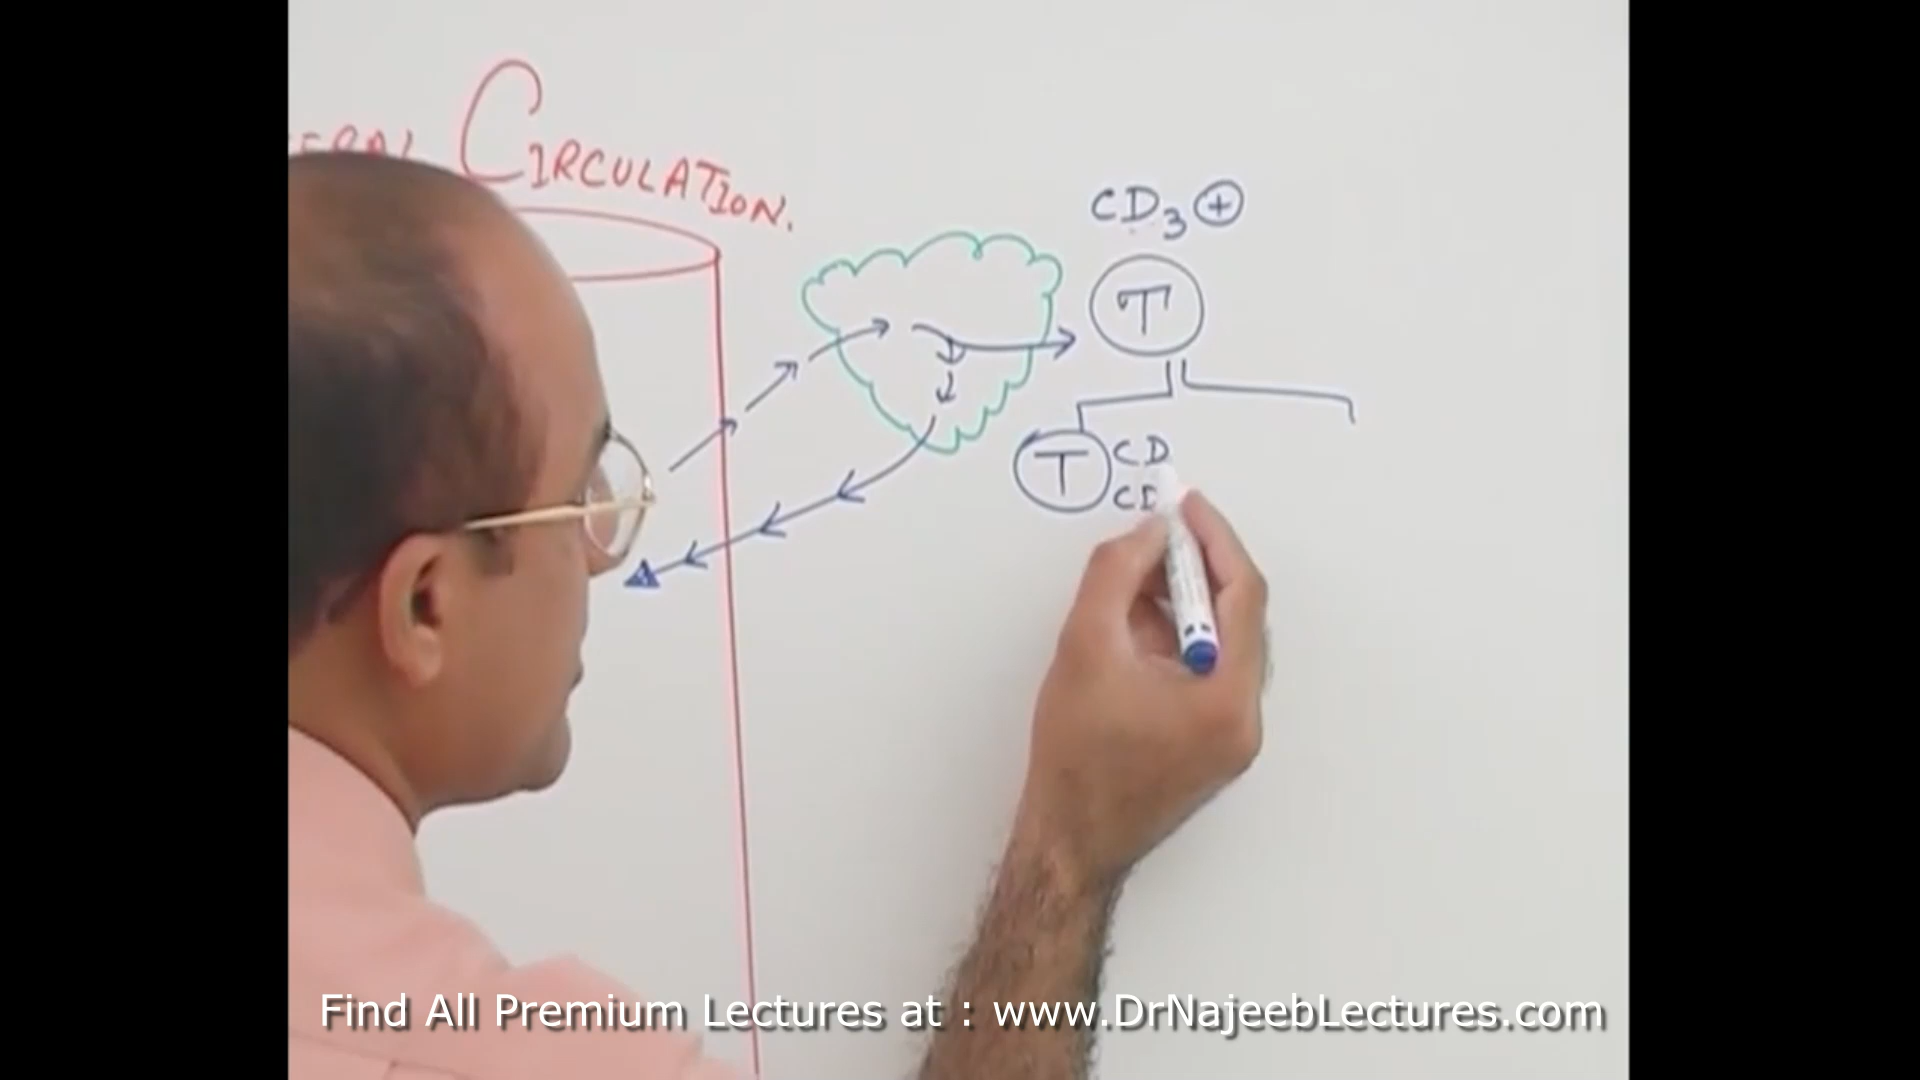 CIRCULATION.
CD3 +
T
T CD
CD
Find All Premium Lectures at : www.DrNajeebLectures.com